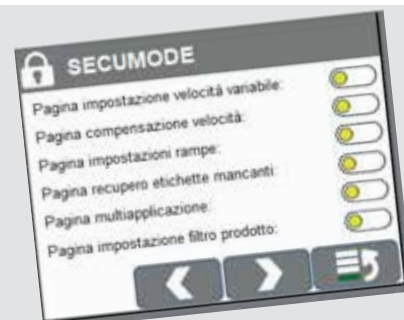 SECUMODE
Pagina impostazione velocità variabile:
Pagina compensazione velocità:
Pagina impostazioni rampe:
Pagina recupero etichette mancanti:
Pagina multiapplicazione:
Pagina impostazione filtro prodotto: